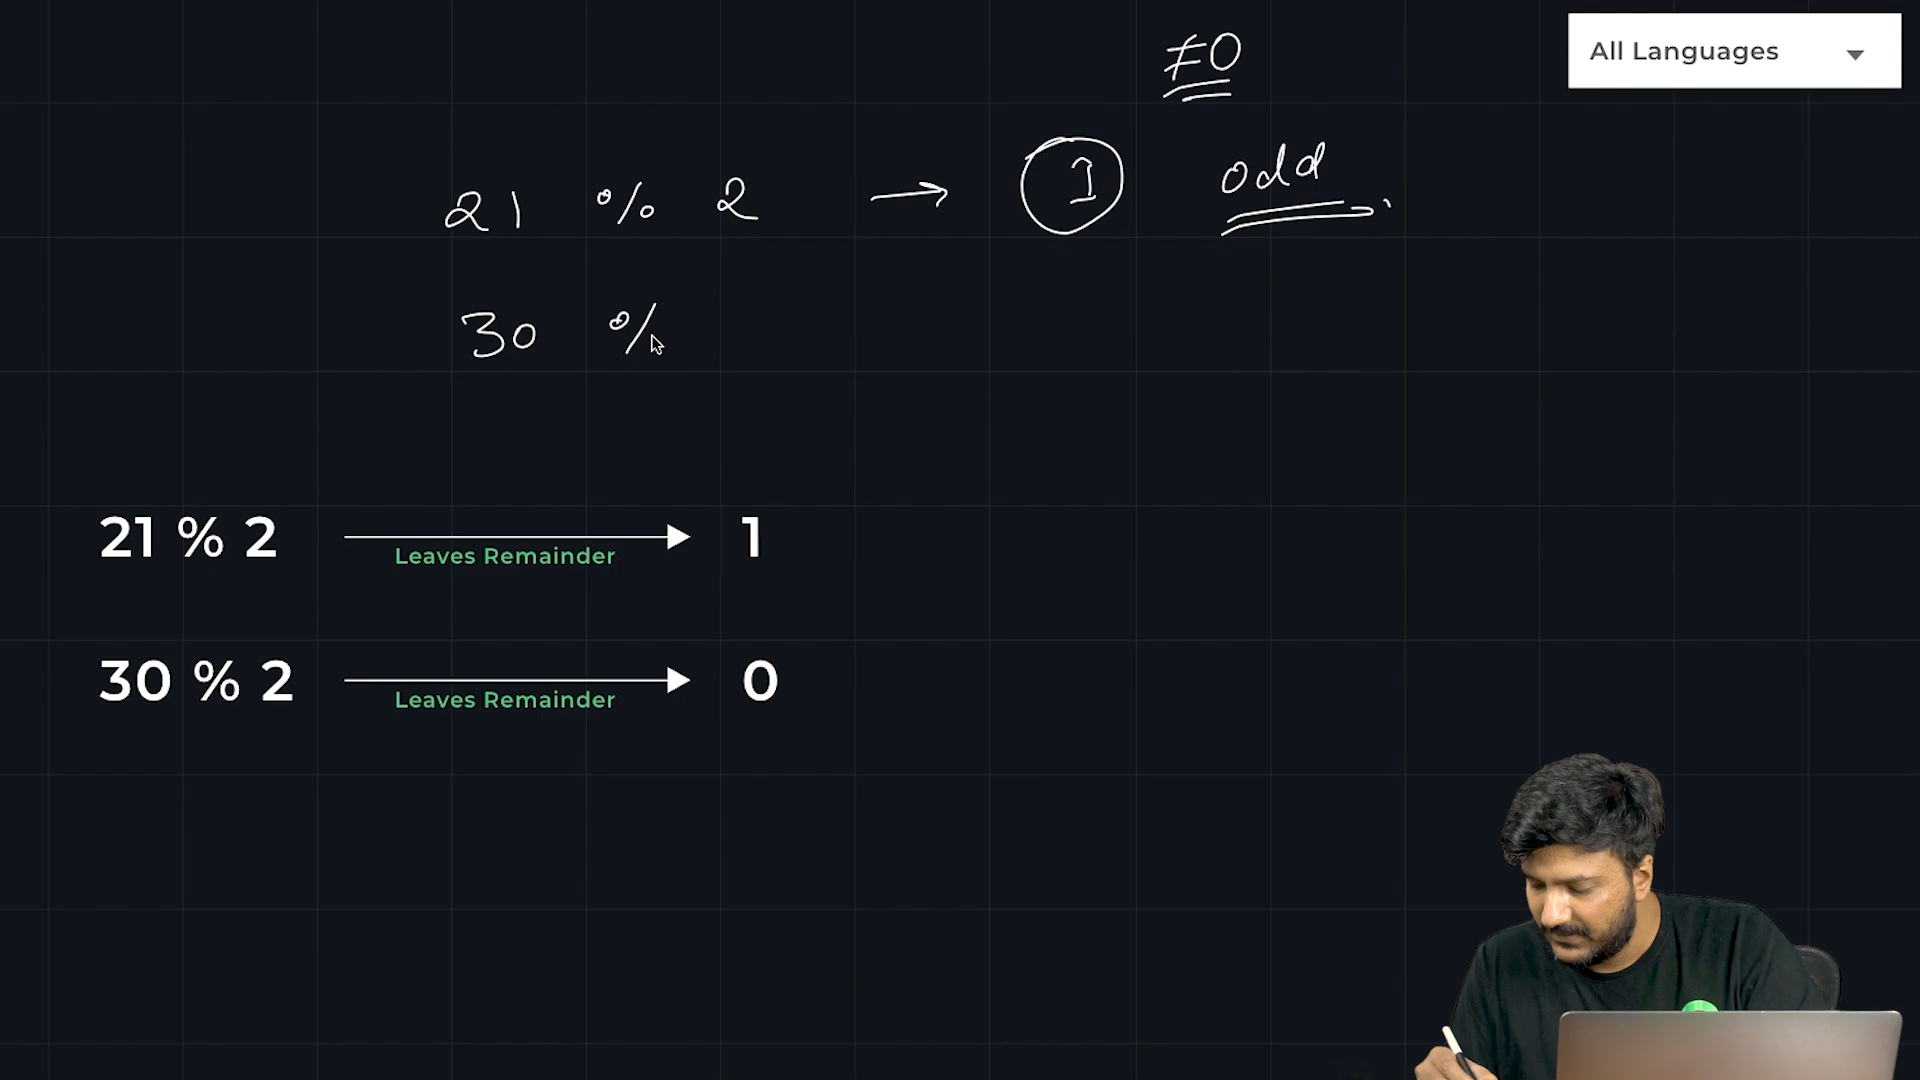 ≠0
All Languages
21 % 2 → 1 odd
30 %
21 % 2 1
Leaves Remainder
30 % 2 0
Leaves Remainder